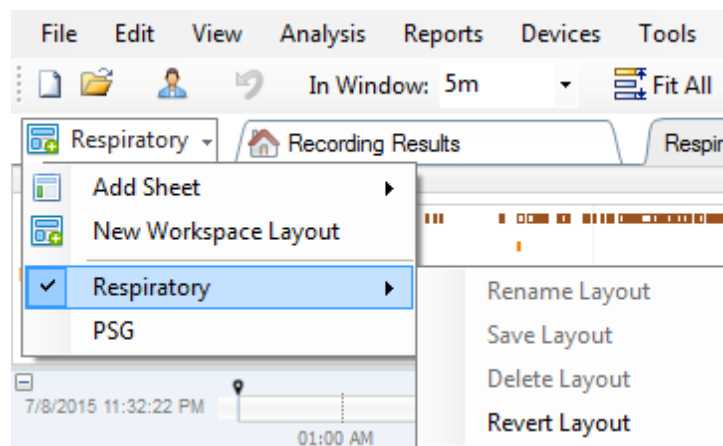 File Edit View Analysis Reports Devices Tools
In Window: 5m Fit All
Respiratory Recording Results
Add Sheet
New Workspace Layout
Respiratory
Rename Layout
PSG
Save Layout
Delete Layout
Revert Layout
7/8/2015 11:32:22 PM
01:00 AM